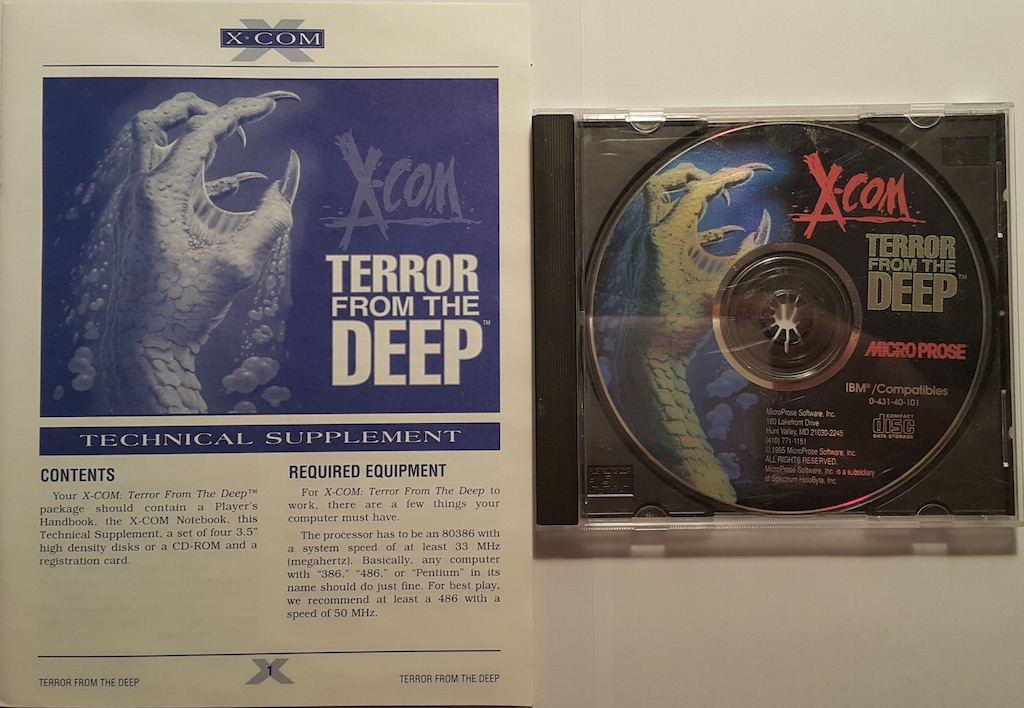 X·COM
X-COM
TERROR
FROM THE
DEEP™
TECHNICAL SUPPLEMENT
CONTENTS
Your X-COM: Terror From The Deep™
package should contain a Player's
Handbook, the X-COM Notebook, this
Technical Supplement, a set of four 3.5"
high density disks or a CD-ROM and a
registration card.
REQUIRED EQUIPMENT
For X-COM: Terror From The Deep to
work, there are a few things your
computer must have.
The processor has to be an 80386 with
a system speed of at least 33 MHz
(megahertz). Basically, any computer
with "386," "486," or "Pentium" in its
name should do just fine. For best play,
we recommend at least a 486 with a
speed of 50 MHz.
TERROR FROM THE DEEP
1
TERROR FROM THE DEEP
X-COM
TERROR
FROM THE
DEEP™
MICROPROSE
IBM®/Compatibles
0-431-40-101
COMPACT
disc
DATA STORAGE
MicroProse Software, Inc.
180 Lakefront Drive
Hunt Valley, MD 21030-2245
(410) 771-1151
© 1995 MicroProse Software, Inc.
ALL RIGHTS RESERVED.
MicroProse Software, Inc. is a subsidiary
of Spectrum HoloByte, Inc.